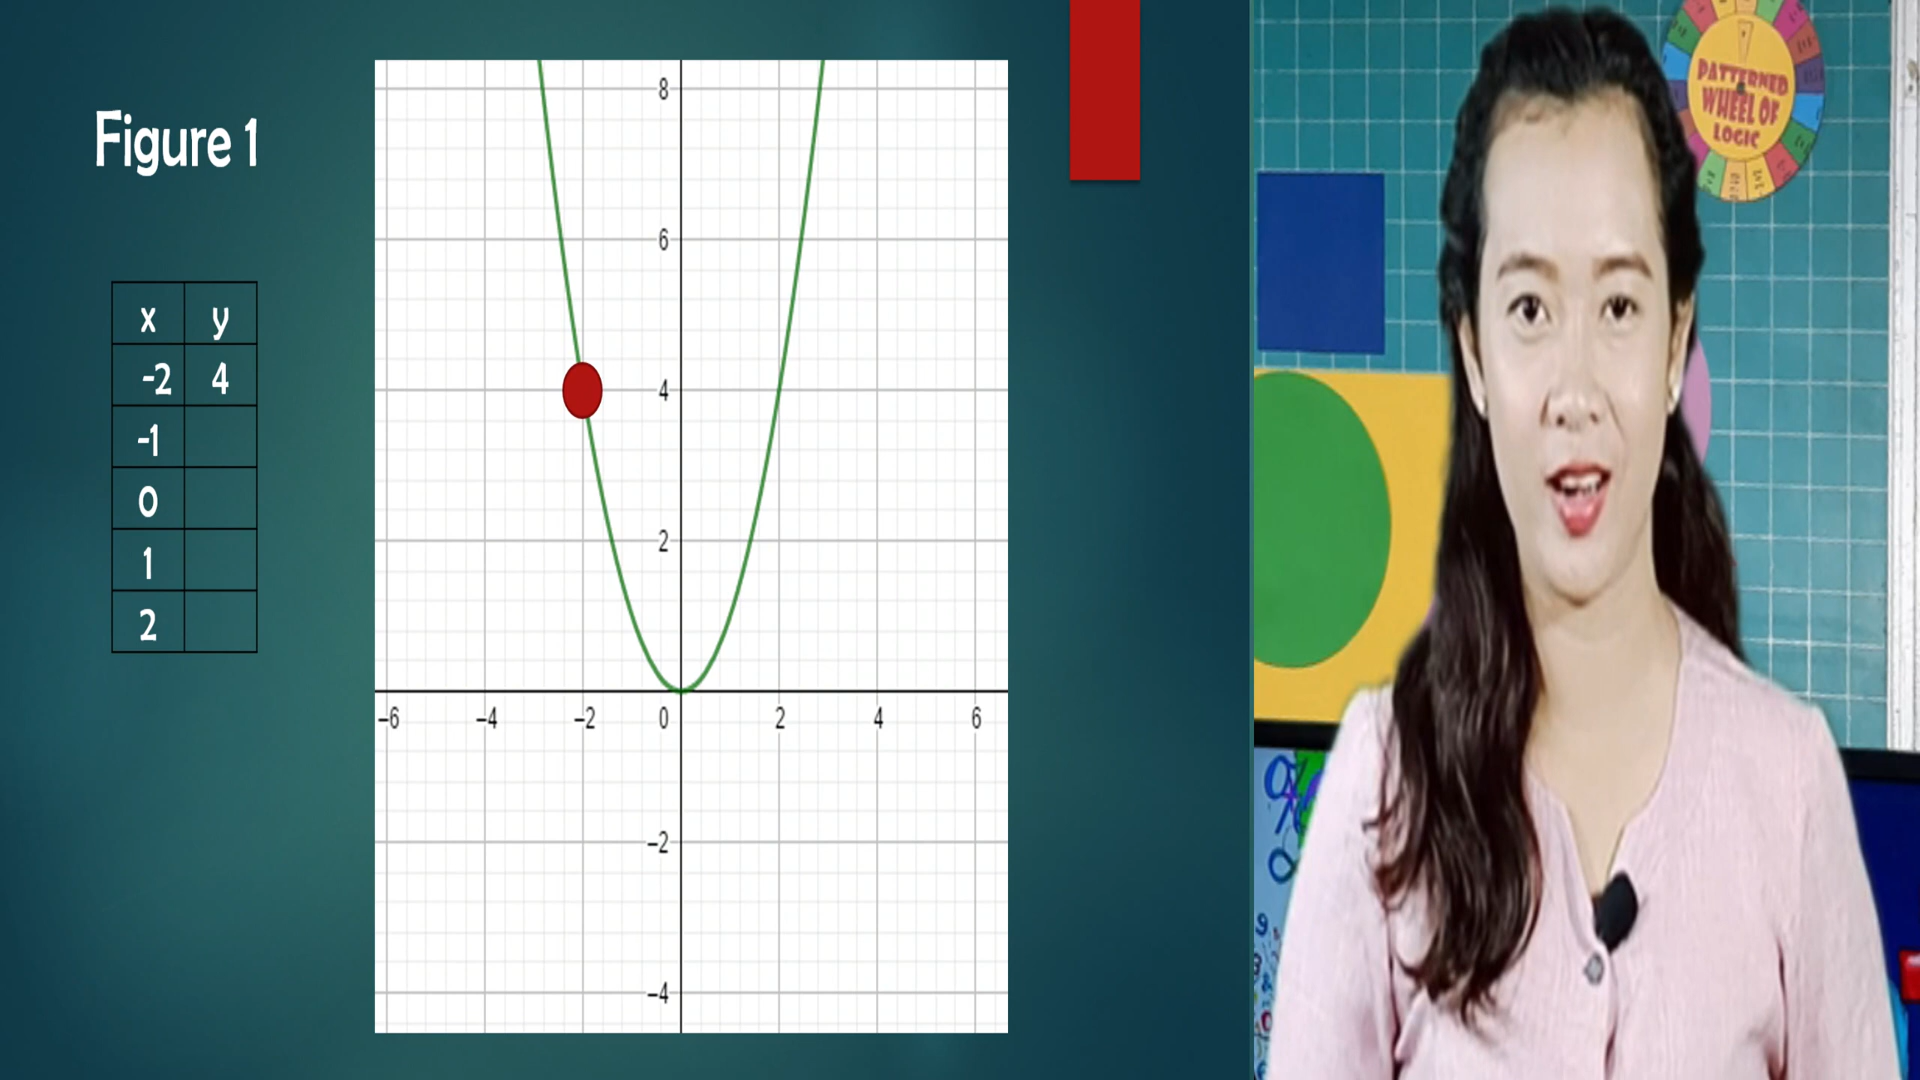 Figure 1
x y
-2 4
-1
0
1
2
8
6
4
2
−6 −4 −2 0 2 4 6
−2
−4
PATTERNED
WHEEL OF
LOGIC